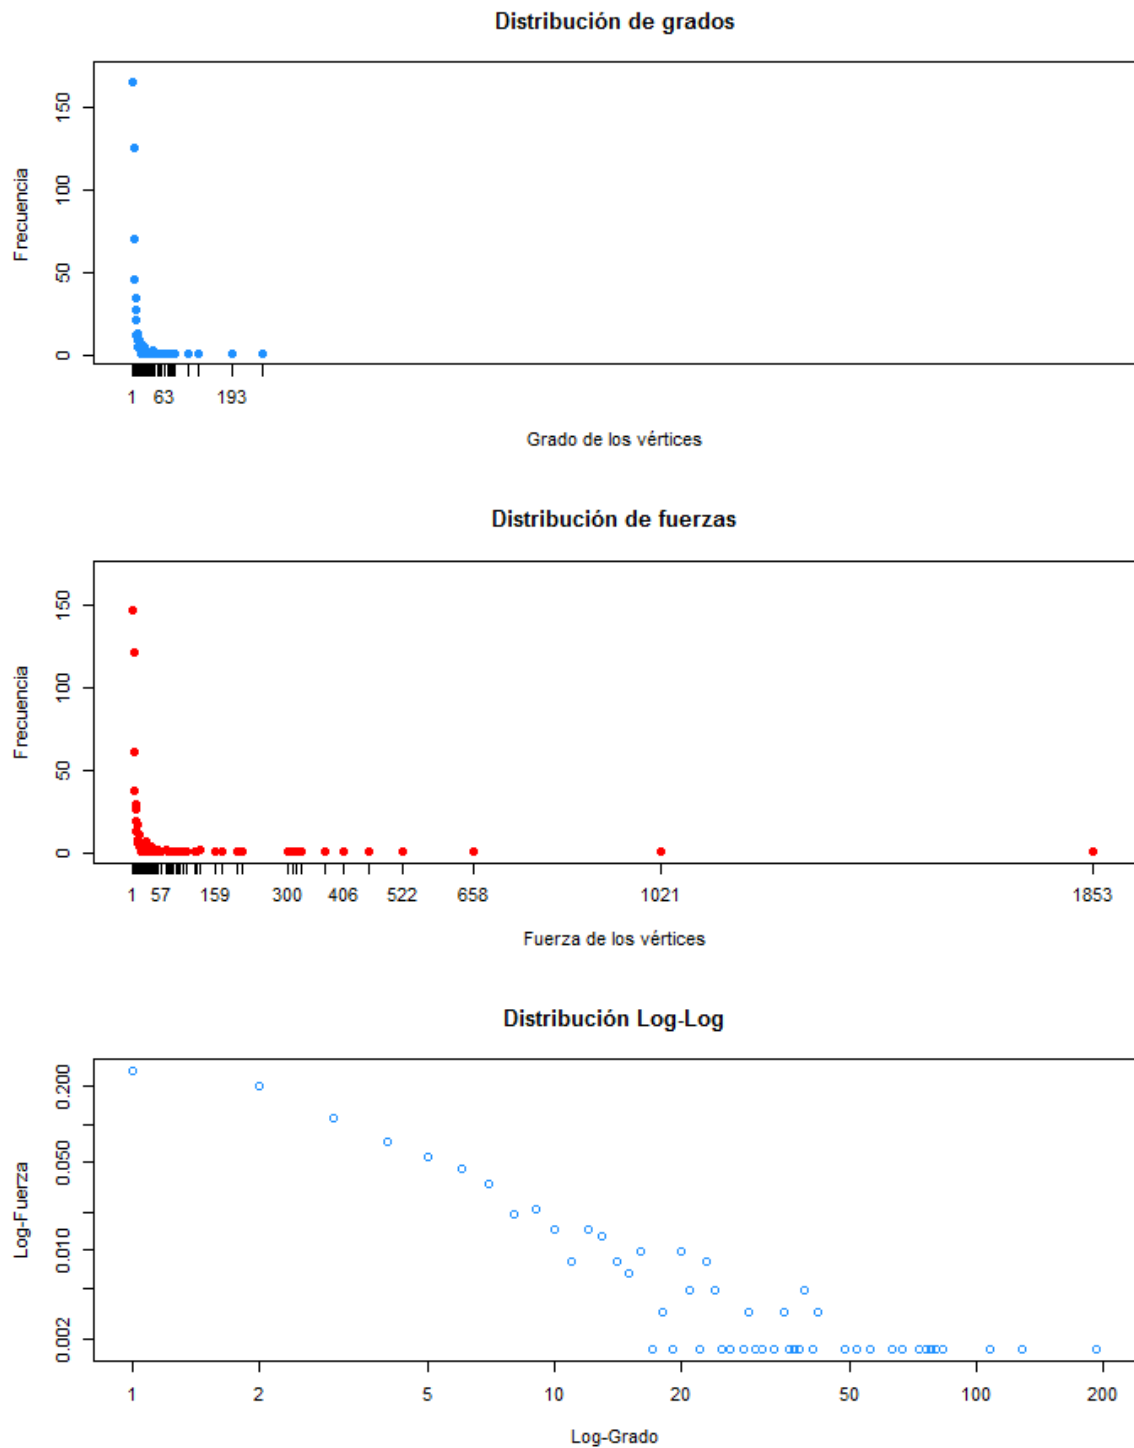 Distribución de grados
Frecuencia
150
100
50
0
1 63 193
Grado de los vértices
Distribución de fuerzas
Frecuencia
150
100
50
0
1 57 159 300 406 522 658 1021 1853
Fuerza de los vértices
Distribución Log-Log
Log-Fuerza
0.200
0.050
0.010
0.002
1 2 5 10 20 50 100 200
Log-Grado